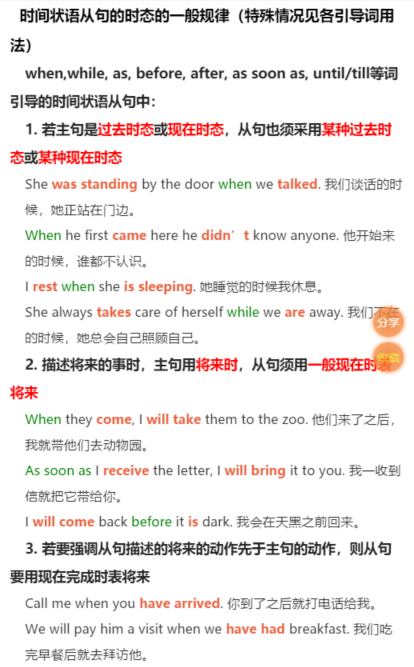 时间状语从句的时态的一般规律（特殊情况见各引导词用
法）
when,while, as, before, after, as soon as, until/till等词
引导的时间状语从句中：
1. 若主句是过去时态或现在时态，从句也须采用某种过去时
态或某种现在时态
She was standing by the door when we talked. 我们谈话的时
候，她正站在门边。
When he first came here he didn’t know anyone. 他开始来
的时候，谁都不认识。
I rest when she is sleeping. 她睡觉的时候我休息。
She always takes care of herself while we are away. 我们不在
的时候，她总会自己照顾自己。
分享
2. 描述将来的事时，主句用将来时，从句须用一般现在时表
将来
收藏
When they come, I will take them to the zoo. 他们来了之后，
我就带他们去动物园。
As soon as I receive the letter, I will bring it to you. 我一收到
信就把它带给你。
I will come back before it is dark. 我会在天黑之前回来。
3. 若要强调从句描述的将来的动作先于主句的动作，则从句
要用现在完成时表将来
Call me when you have arrived. 你到了之后就打电话给我。
We will pay him a visit when we have had breakfast. 我们吃
完早餐后就去拜访他。